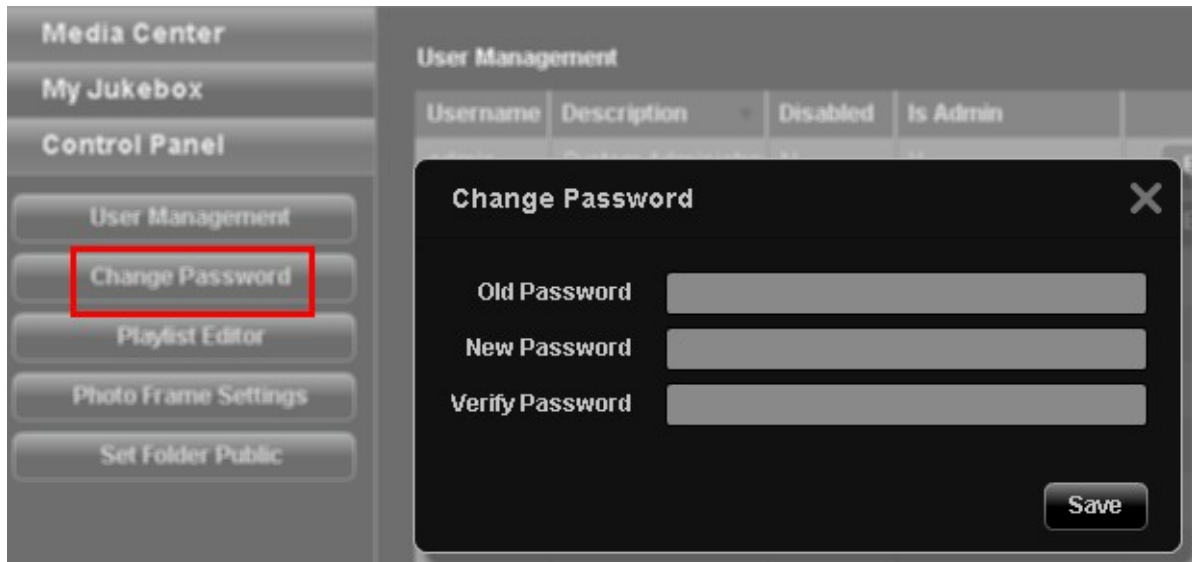 Media Center
My Jukebox
Control Panel
User Management
Change Password
Playlist Editor
Photo Frame Settings
Set Folder Public
User Management
Username Description Disabled Is Admin
Change Password
Old Password
New Password
Verify Password
Save